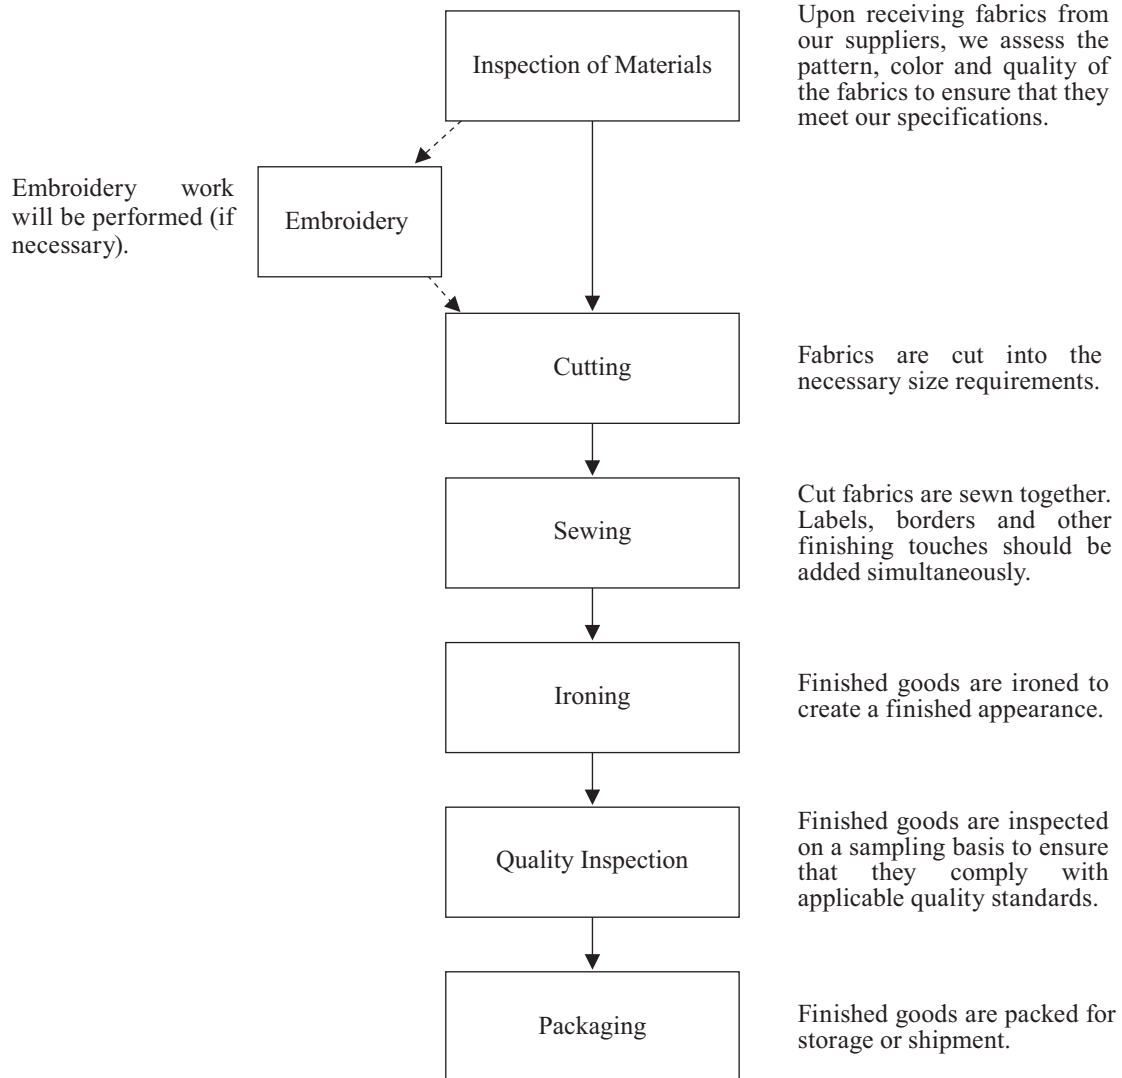 Inspection of Materials
Upon receiving fabrics from
our suppliers, we assess the
pattern, color and quality of
the fabrics to ensure that they
meet our specifications.
Embroidery work
will be performed (if
necessary).
Embroidery
Cutting
Fabrics are cut into the
necessary size requirements.
Sewing
Cut fabrics are sewn together.
Labels, borders and other
finishing touches should be
added simultaneously.
Ironing
Finished goods are ironed to
create a finished appearance.
Quality Inspection
Finished goods are inspected
on a sampling basis to ensure
that they comply with
applicable quality standards.
Packaging
Finished goods are packed for
storage or shipment.